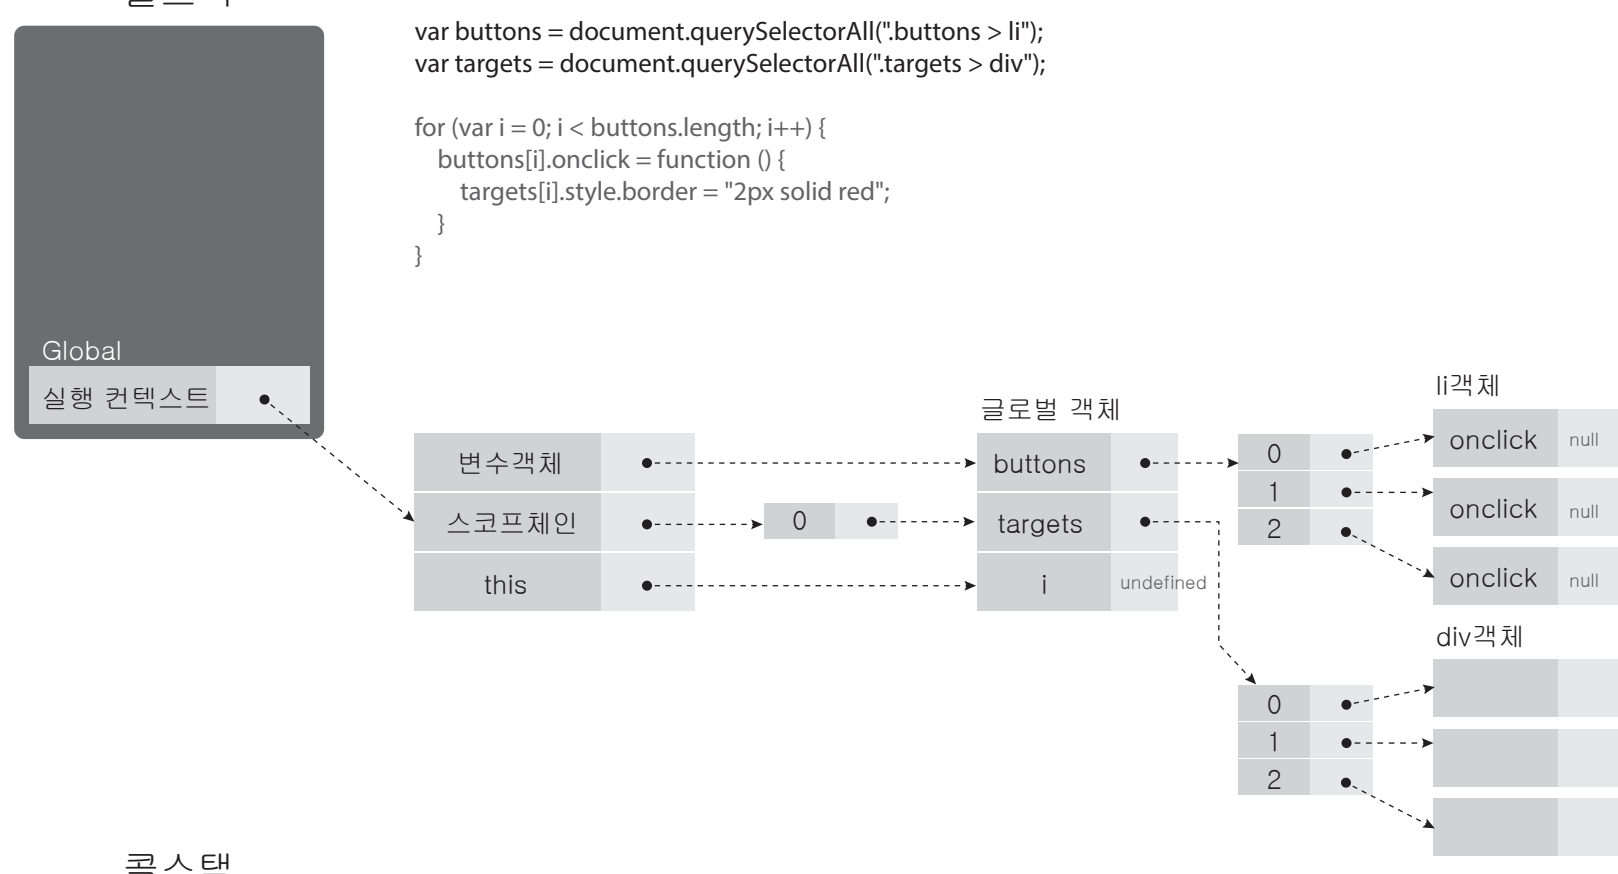 var buttons = document.querySelectorAll(".buttons > li");
var targets = document.querySelectorAll(".targets > div");
for (var i = 0; i < buttons.length; i++) {
buttons[i].onclick = function () {
targets[i].style.border = "2px solid red";
}
}
Global
실행 컨텍스트
변수객체
스코프체인
this
0
글로벌 객체
buttons
targets
i undefined
0
1
2
li객체
onclick null
onclick null
onclick null
div객체
0
1
2
콜스택